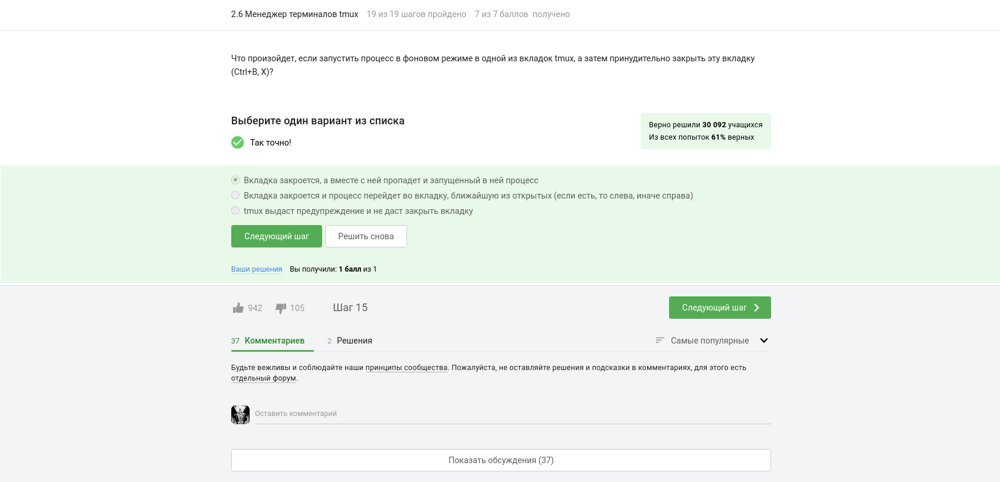 2.6 Менеджер терминалов tmux 19 из 19 шагов пройдено 7 из 7 баллов получено
Что произойдет, если запустить процесс в фоновом режиме в одной из вкладок tmux, а затем принудительно закрыть эту вкладку
(Ctrl+B, X)?
Выберите один вариант из списка
Верно решили 30 092 учащихся
Из всех попыток 61% верных
Так точно!
Вкладка закроется, а вместе с ней пропадет и запущенный в ней процесс
Вкладка закроется и процесс перейдет во вкладку, ближайшую из открытых (если есть, то слева, иначе справа)
tmux выдаст предупреждение и не даст закрыть вкладку
Следующий шаг Решить снова
Ваши решения Вы получили: 1 балл из 1
942 105 Шаг 15 Следующий шаг
37 Комментариев 2 Решения Самые популярные
Будьте вежливы и соблюдайте наши принципы сообщества. Пожалуйста, не оставляйте решения и подсказки в комментариях, для этого есть
отдельный форум.
Оставить комментарий
Показать обсуждения (37)